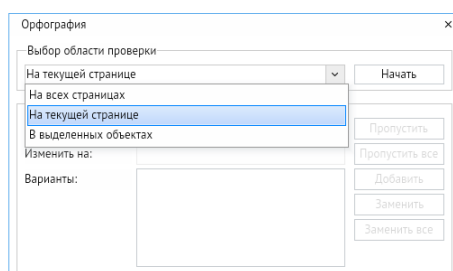 Орфография
Выбор области проверки
На текущей странице
Начать
На всех страницах
На текущей странице
В выделенных объектах
Пропустить
Изменить на:
Пропустить все
Варианты:
Добавить
Заменить
Заменить все